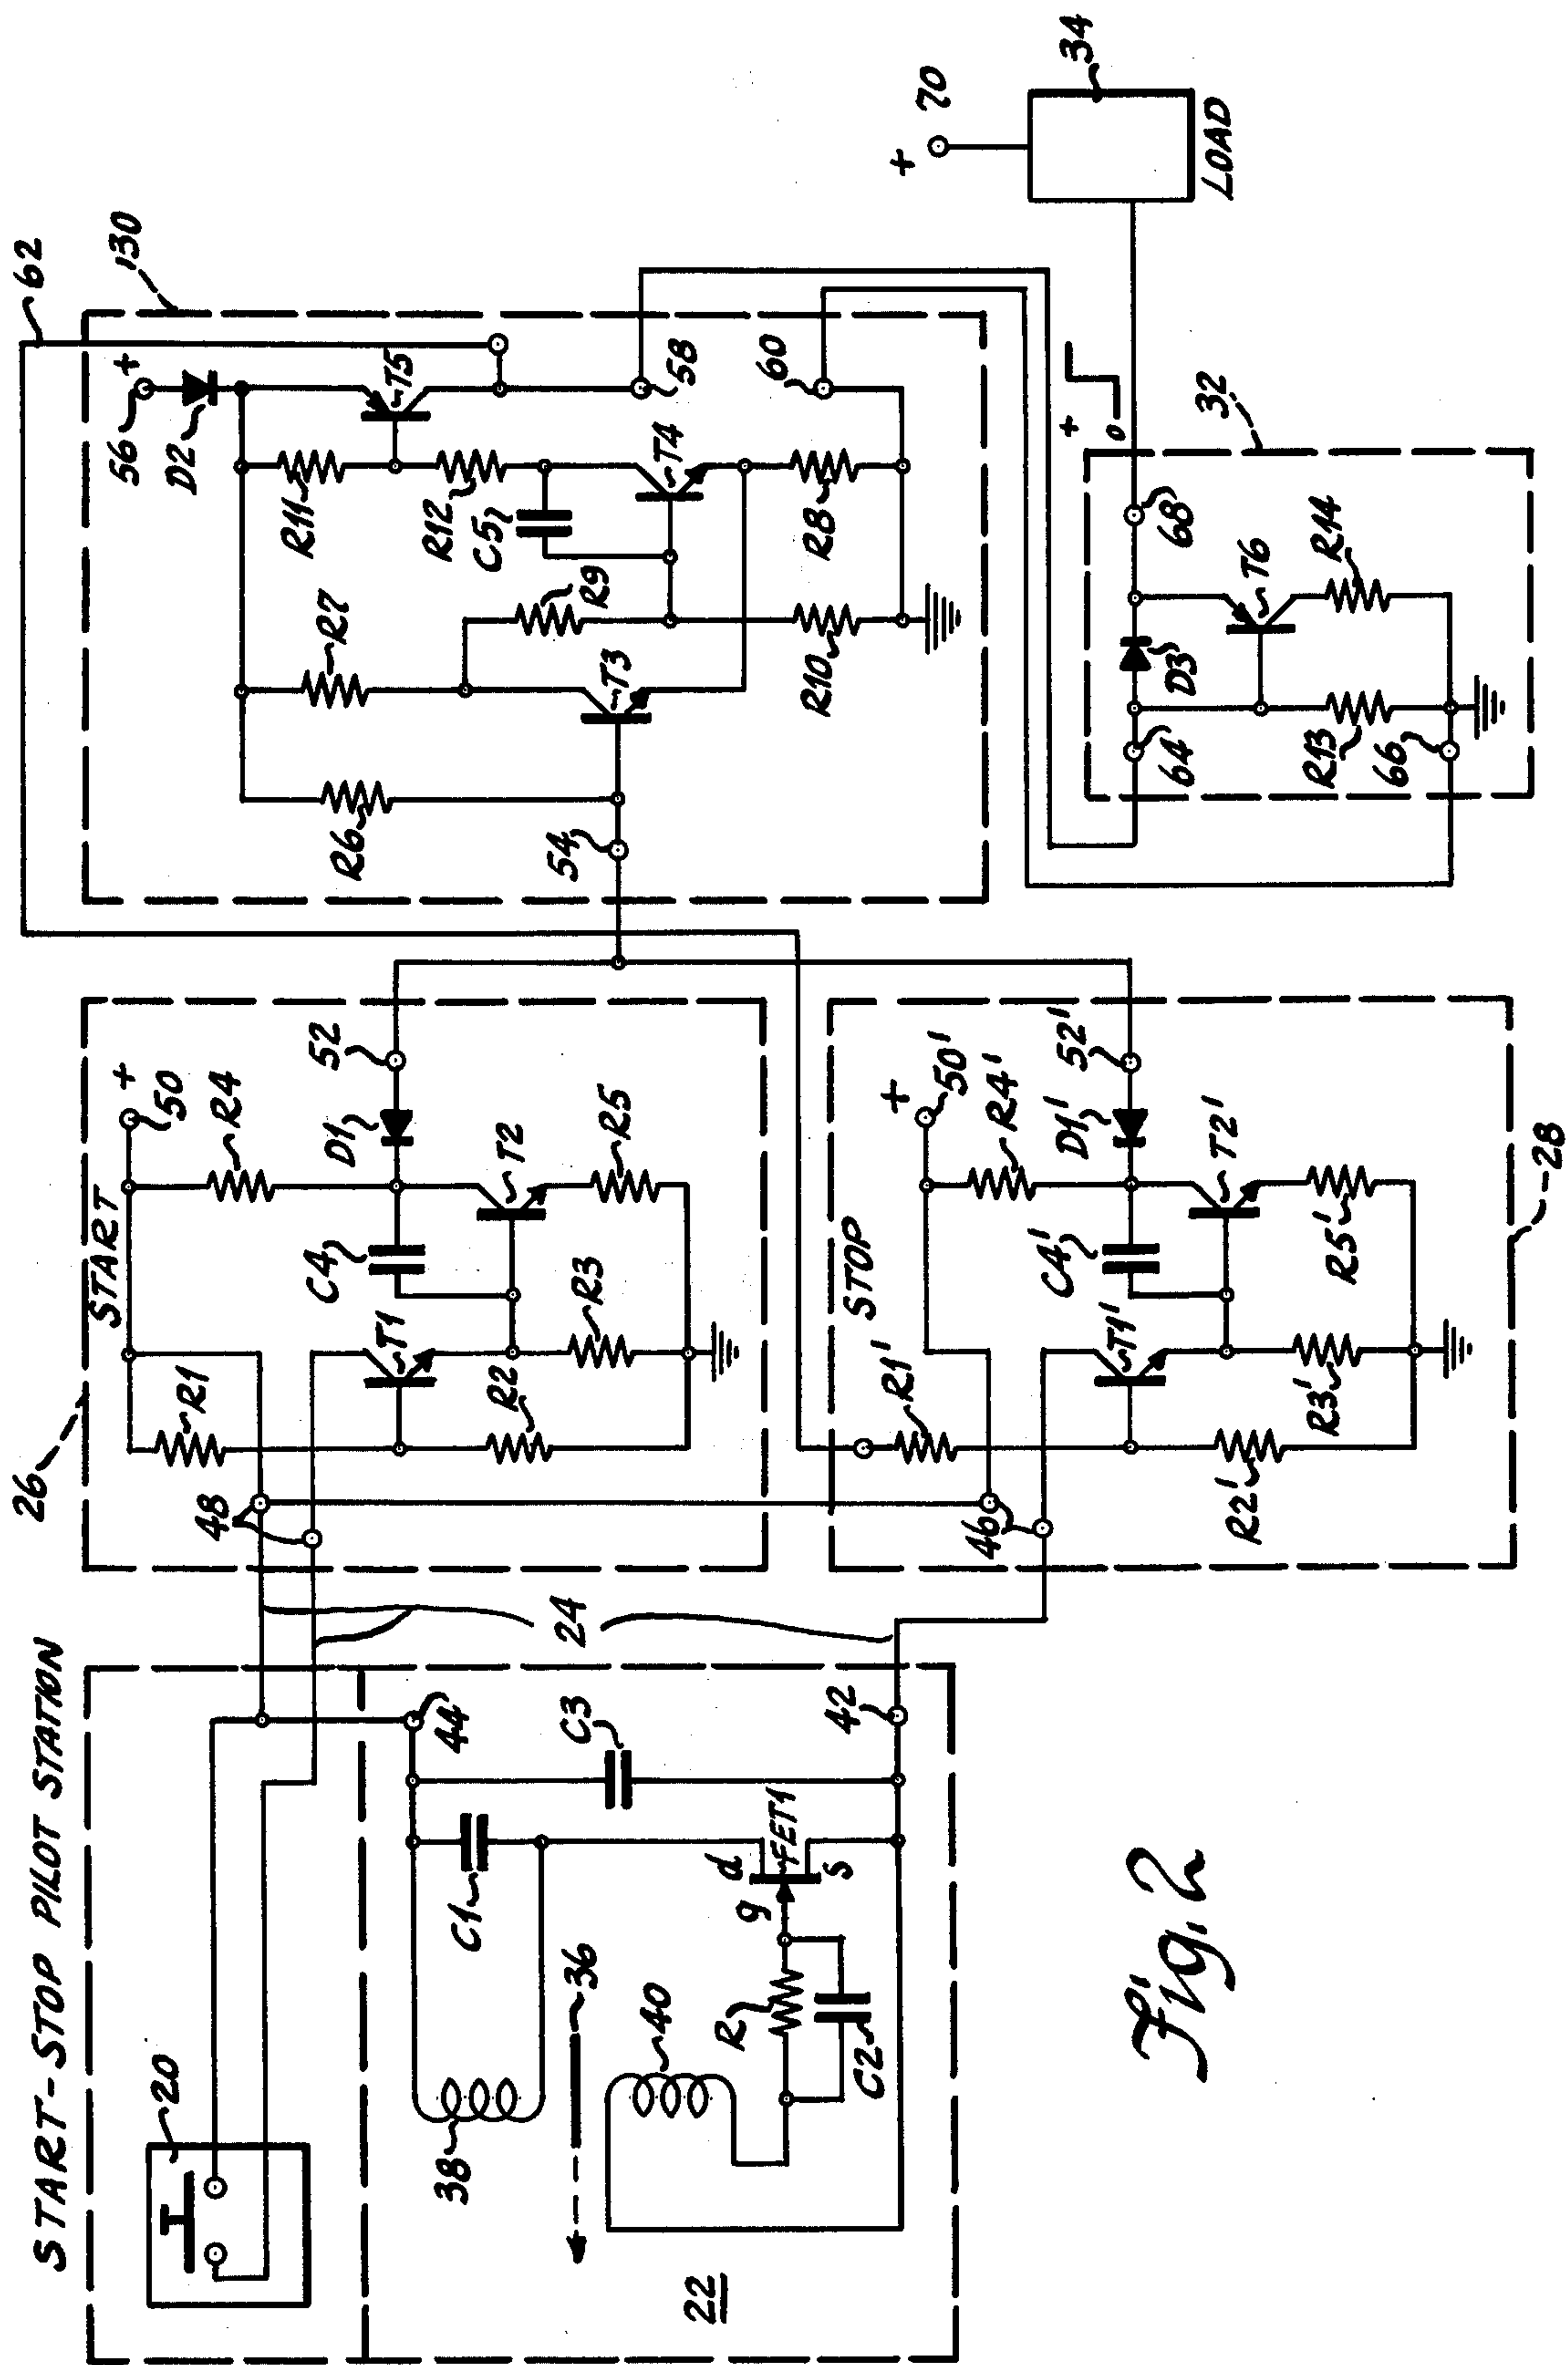 START-STOP PILOT STATION
20
38
36
40
22
C1
C3
44
42
R
C2
g
d
s
FET1
24
26
START
48
R1
R2
T1
R3
C4
+
50
R4
D1
52
T2
R5
STOP
46
R1'
R2'
T1'
R3'
C4'
+
50'
R4'
D1'
52'
T2'
R5'
28
62
130
56
+
D2
R11
R12
C5
T5
R7
R9
T4
58
60
R6
54
T3
R10
R8
+
0
32
64
68
D3
T6
R13
R14
66
+
70
34
LOAD
Fig. 2